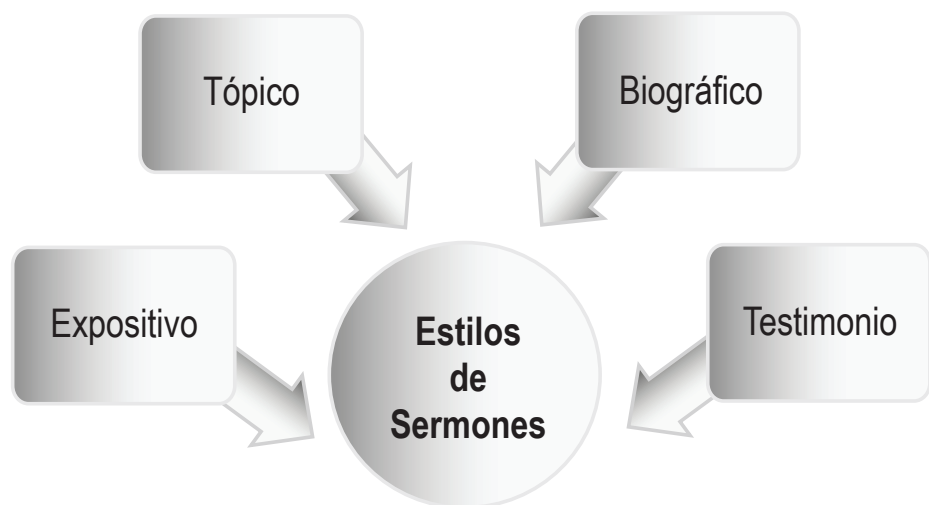 Tópico
Biográfico
Expositivo
Estilos
de
Sermones
Testimonio